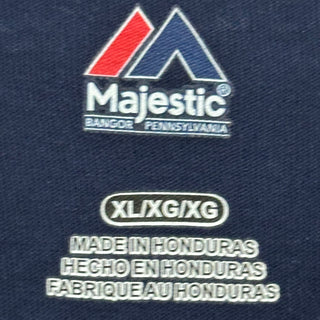 Majestic®
BANGOR PENNSYLVANIA
XL/XG/XG
MADE IN HONDURAS
HECHO EN HONDURAS
FABRIQUE AU HONDURAS